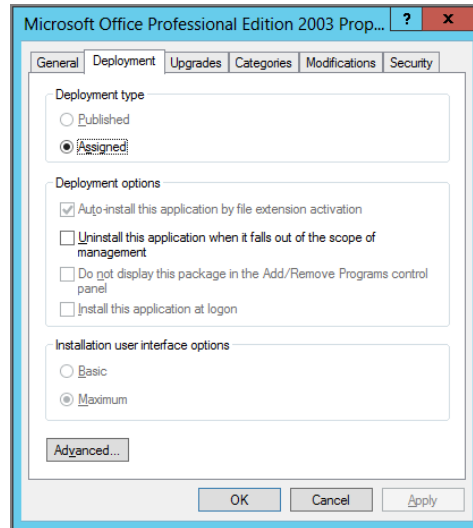 Microsoft Office Professional Edition 2003 Prop... ? x
General Deployment Upgrades Categories Modifications Security
Deployment type
Published
Assigned
Deployment options
Auto-install this application by file extension activation
Uninstall this application when it falls out of the scope of
management
Do not display this package in the Add/Remove Programs control
panel
Install this application at logon
Installation user interface options
Basic
Maximum
Advanced...
OK Cancel Apply